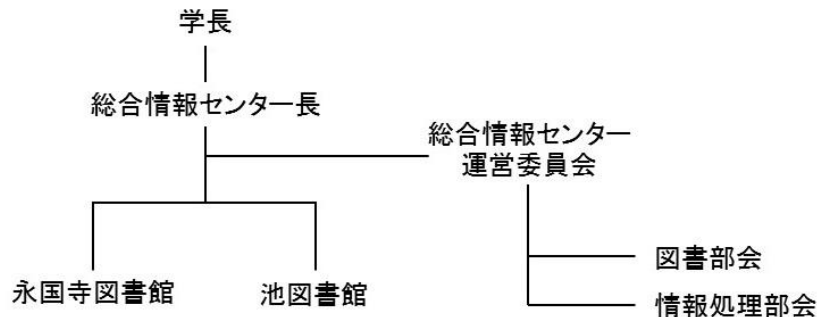 学長
総合情報センター長
総合情報センター
運営委員会
永国寺図書館
池図書館
図書部会
情報処理部会